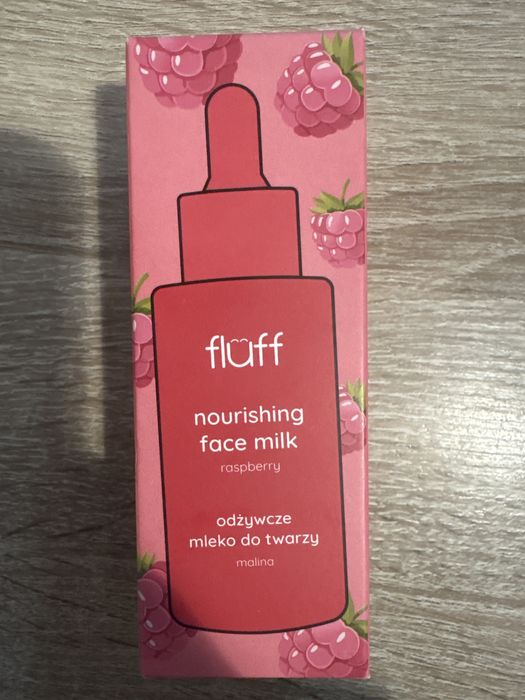 fluff
nourishing
face milk
raspberry
odżywcze
mleko do twarzy
malina